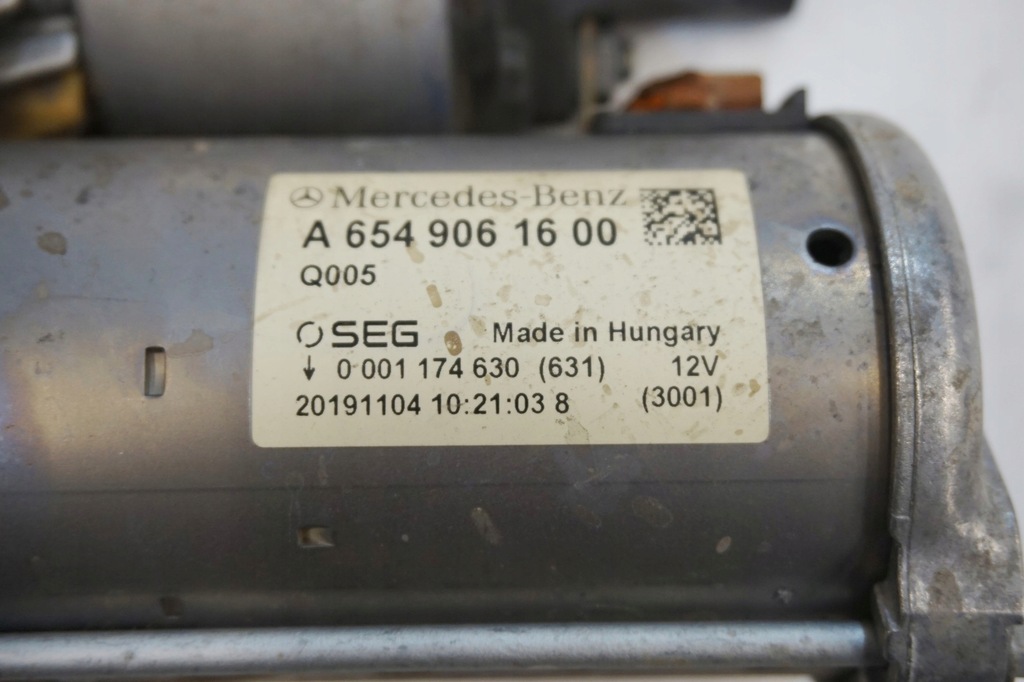 Mercedes-Benz
A 654 906 16 00
Q005
SEG Made in Hungary
↓ 0 001 174 630 (631) 12V
20191104 10:21:03 8 (3001)